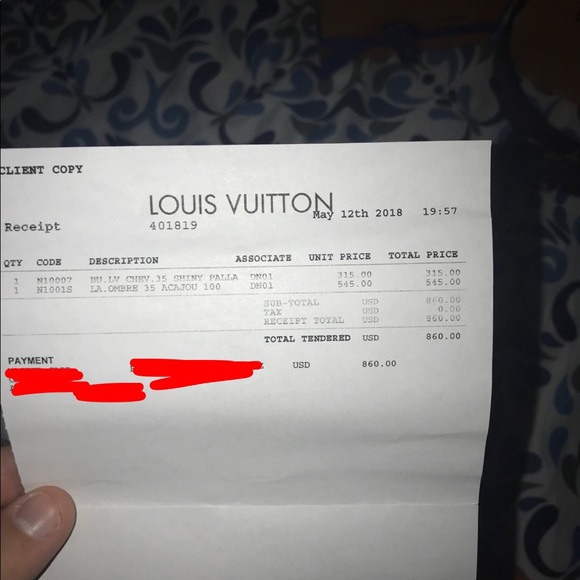 CLIENT COPY
LOUIS VUITTON
May 12th 2018 19:57
Receipt 401819
QTY CODE DESCRIPTION ASSOCIATE UNIT PRICE TOTAL PRICE
1 N10007 BU.LV CHEV.35 SHINY PALLA DN01 315.00 315.00
1 N1001S LA.OMBRE 35 ACAJOU 100 DN01 545.00 545.00
SUB-TOTAL USD 860.00
TAX USD 0.00
RECEIPT TOTAL USD 860.00
TOTAL TENDERED USD 860.00
PAYMENT
USD 860.00